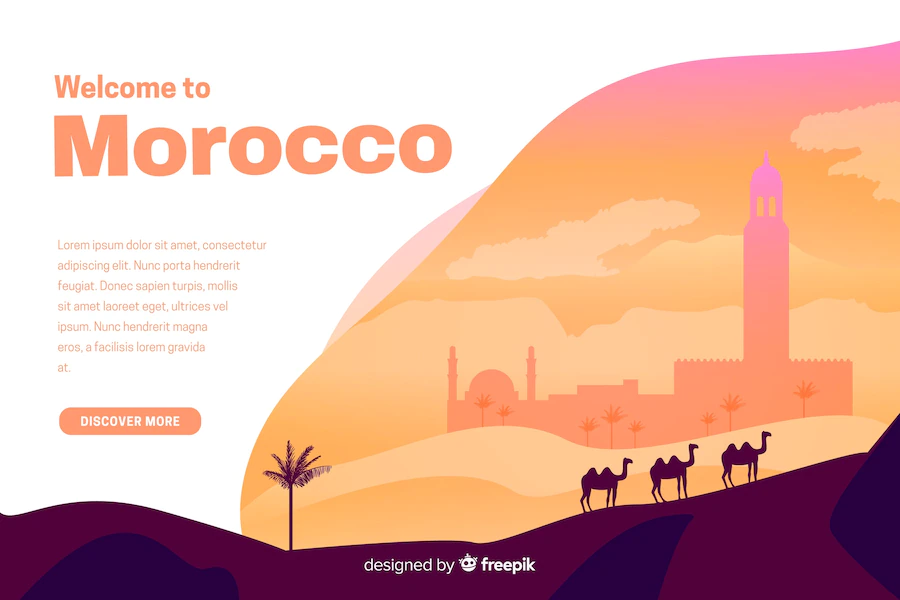 Welcome to
Morocco
Lorem ipsum dolor sit amet, consectetur
adipiscing elit. Nunc porta hendrerit
feugiat. Donec sapien turpis, mollis
sit amet laoreet eget, ultrices vel
ipsum. Nunc hendrerit magna
eros, a facilisis lorem gravida
at.
DISCOVER MORE
designed by freepik